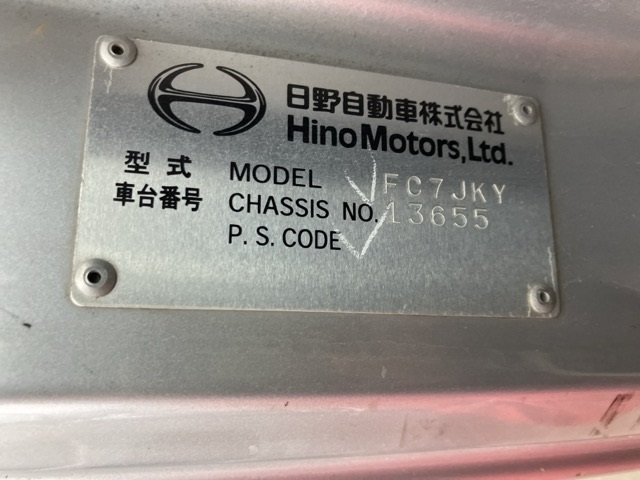 日野自動車株式会社
Hino Motors, Ltd.
型式 MODEL FC7JKY
車台番号 CHASSIS NO. 13655
P. S. CODE